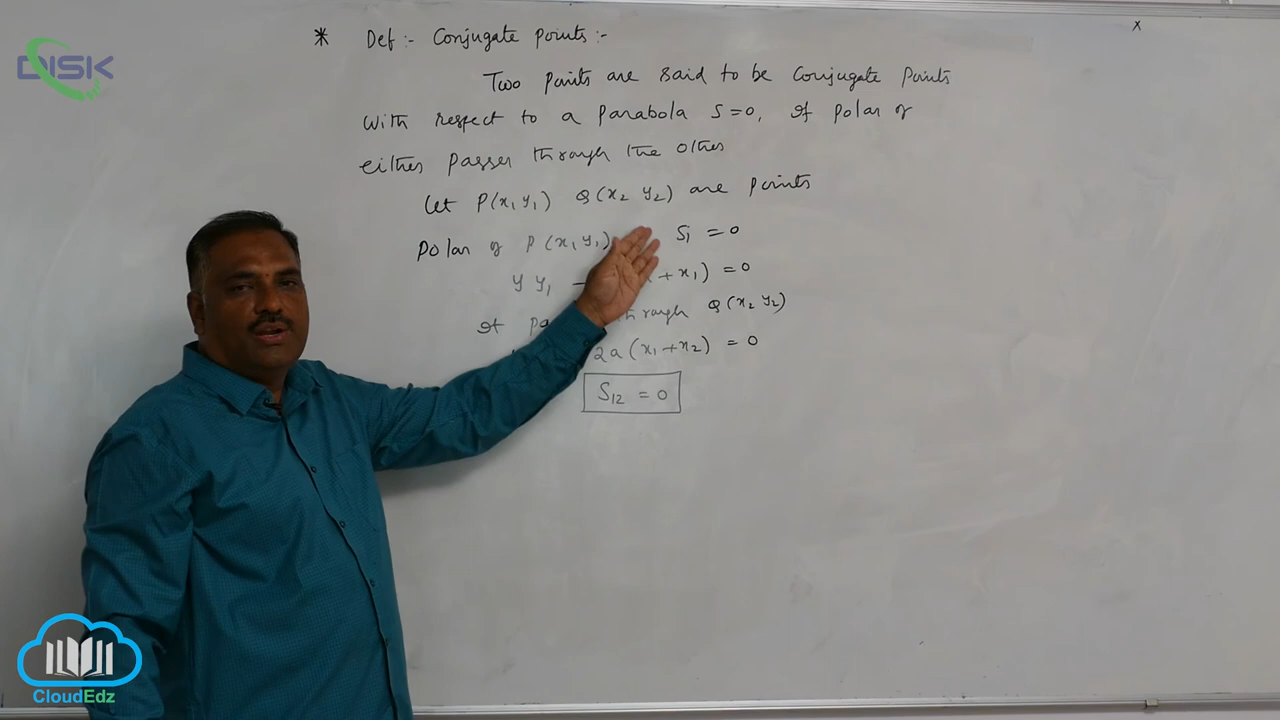 DISK
* Def :- Conjugate points :-
Two points are said to be Conjugate points
with respect to a parabola S=0, If polar of
either passes through the other
Let P(x₁ y₁) Q(x₂ y₂) are points
polar of P(x₁ y₁) S₁ = 0
y y₁ - (x + x₁) = 0
If through Q(x₂ y₂)
2a(x₁+x₂) = 0
S₁₂ = 0
x
CloudEdz